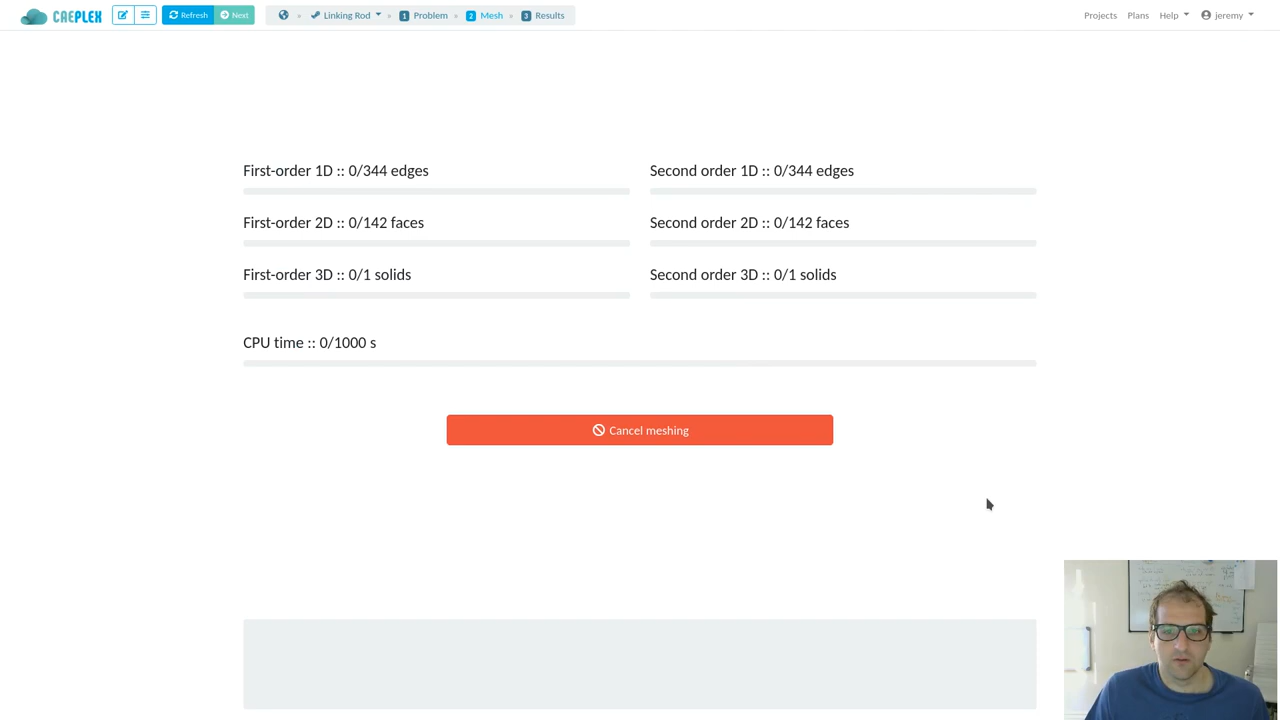 CAEPLEX Refresh Next » Linking Rod » 1 Problem » 2 Mesh » 3 Results Projects Plans Help jeremy
First-order 1D :: 0/344 edges
Second order 1D :: 0/344 edges
First-order 2D :: 0/142 faces
Second order 2D :: 0/142 faces
First-order 3D :: 0/1 solids
Second order 3D :: 0/1 solids
CPU time :: 0/1000 s
Cancel meshing